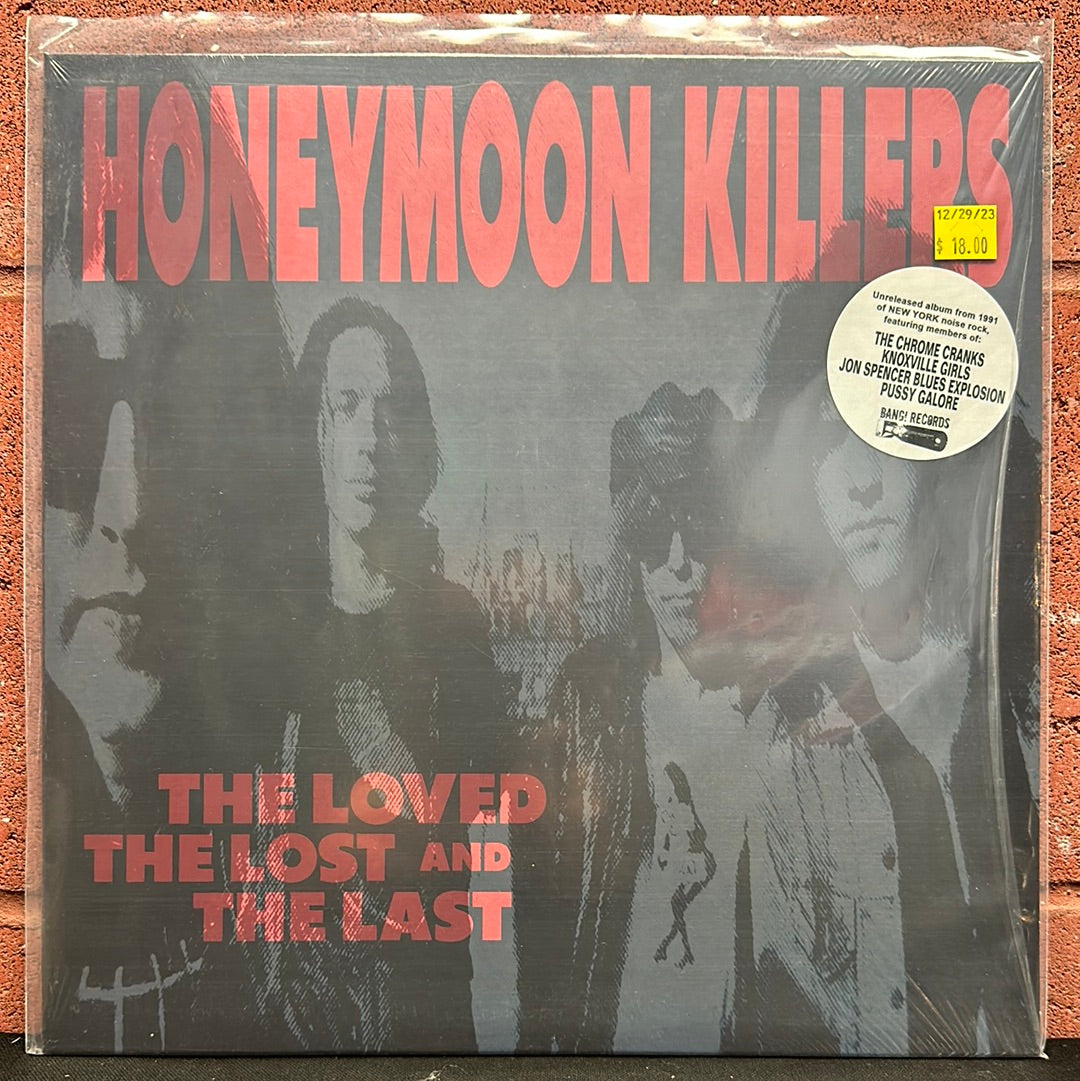 HONEYMOON KILLERS
12/29/23
$ 18.00
Unreleased album from 1991
of NEW YORK noise rock,
featuring members of:
THE CHROME CRANKS
KNOXVILLE GIRLS
JON SPENCER BLUES EXPLOSION
PUSSY GALORE
BANG! RECORDS
THE LOVED
THE LOST AND
THE LAST